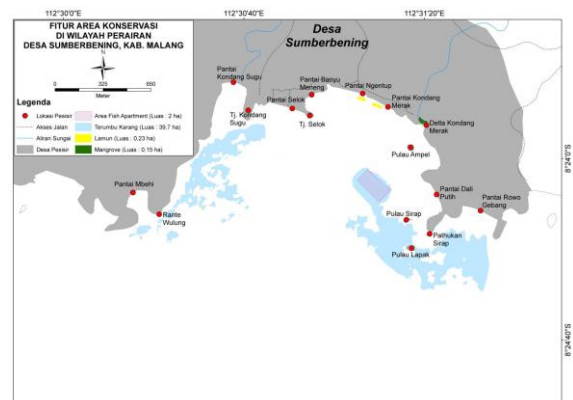 112°30'0"E
112°30'40"E
112°31'20"E
FITUR AREA KONSERVASI
DI WILAYAH PERAIRAN
DESA SUMBERBENING, KAB. MALANG
N
0
325
650
Meter
Legenda
Lokasi Pesisir
Akses Jalan
Aliran Sungai
Desa Pesisir
Area Fish Apartment (Luas : 2 ha)
Terumbu Karang (Luas : 39,7 ha)
Lamun (Luas : 0,23 ha)
Mangrove (Luas : 0,15 ha)
Desa
Sumberbening
Pantai
Kondang Sugu
Pantai Banyu
Meneng
Pantai Ngentup
Pantai Selok
Pantai Kondang
Merak
Tj. Kondang
Sugu
Tj. Selok
Delta Kondang
Merak
Pulau Ampel
8°24'0"S
Pantai Mbehi
Pantai Dali
Putih
Pantai Rowo
Gebang
Rante
Wulung
Pulau Sirap
Pathukan
Sirap
Pulau Lapak
8°24'40"S